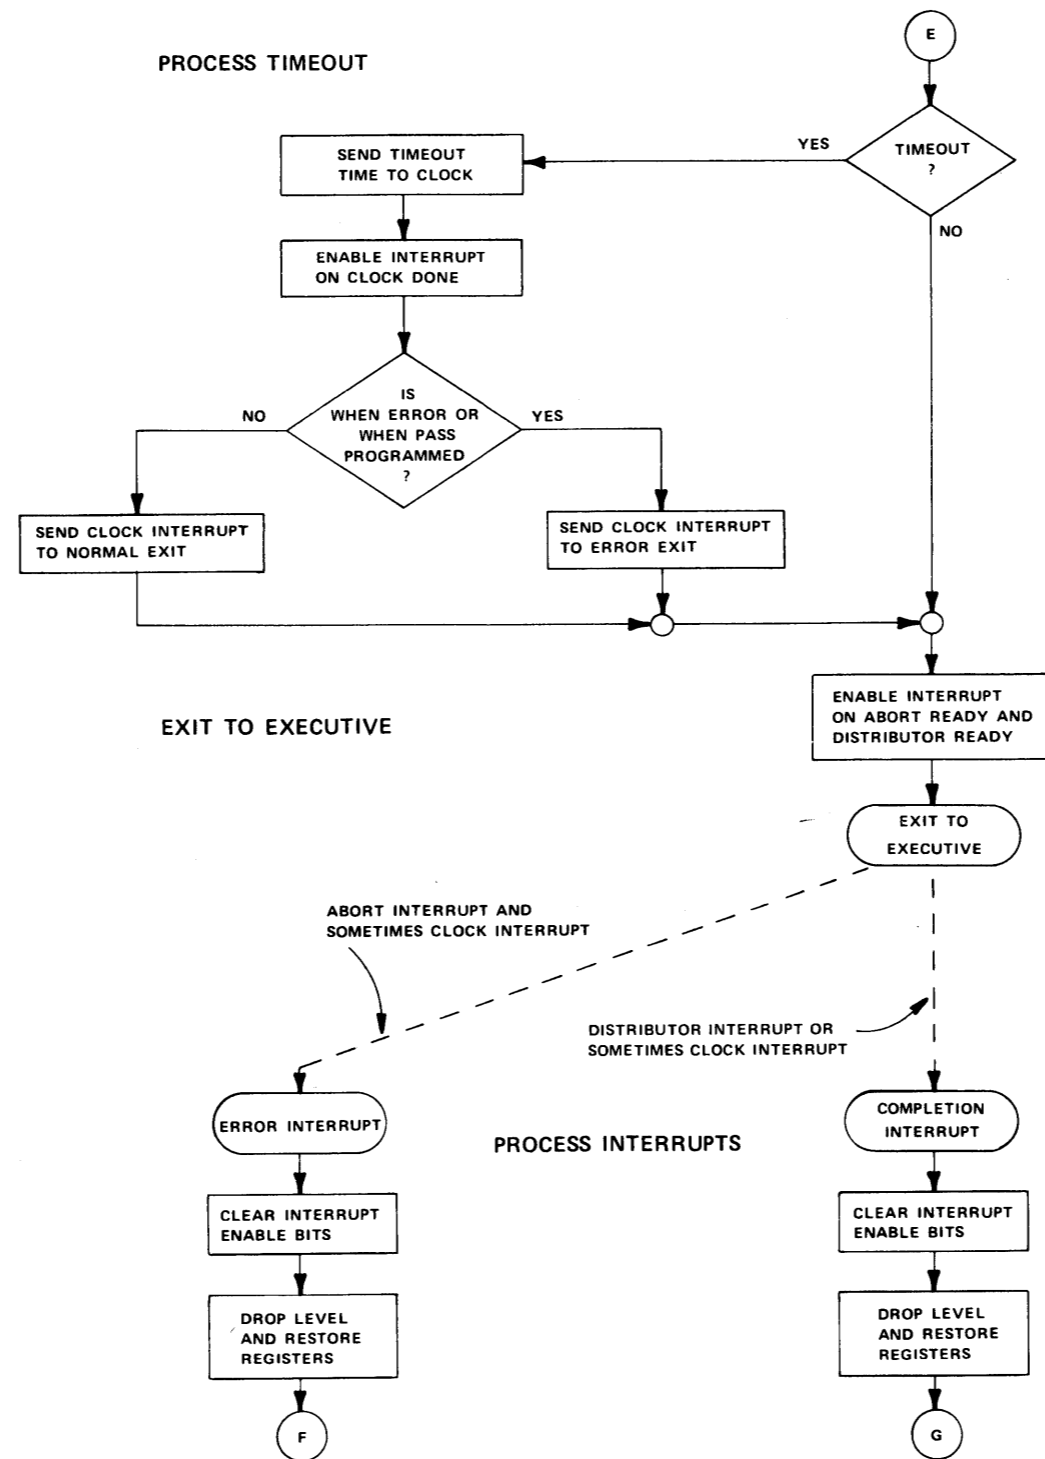 E
PROCESS TIMEOUT
TIMEOUT
?
YES
NO
SEND TIMEOUT
TIME TO CLOCK
ENABLE INTERRUPT
ON CLOCK DONE
IS
WHEN ERROR OR
WHEN PASS
PROGRAMMED
?
NO
YES
SEND CLOCK INTERRUPT
TO NORMAL EXIT
SEND CLOCK INTERRUPT
TO ERROR EXIT
EXIT TO EXECUTIVE
ENABLE INTERRUPT
ON ABORT READY AND
DISTRIBUTOR READY
EXIT TO
EXECUTIVE
ABORT INTERRUPT AND
SOMETIMES CLOCK INTERRUPT
DISTRIBUTOR INTERRUPT OR
SOMETIMES CLOCK INTERRUPT
ERROR INTERRUPT
PROCESS INTERRUPTS
COMPLETION
INTERRUPT
CLEAR INTERRUPT
ENABLE BITS
CLEAR INTERRUPT
ENABLE BITS
DROP LEVEL
AND RESTORE
REGISTERS
DROP LEVEL
AND RESTORE
REGISTERS
F
G